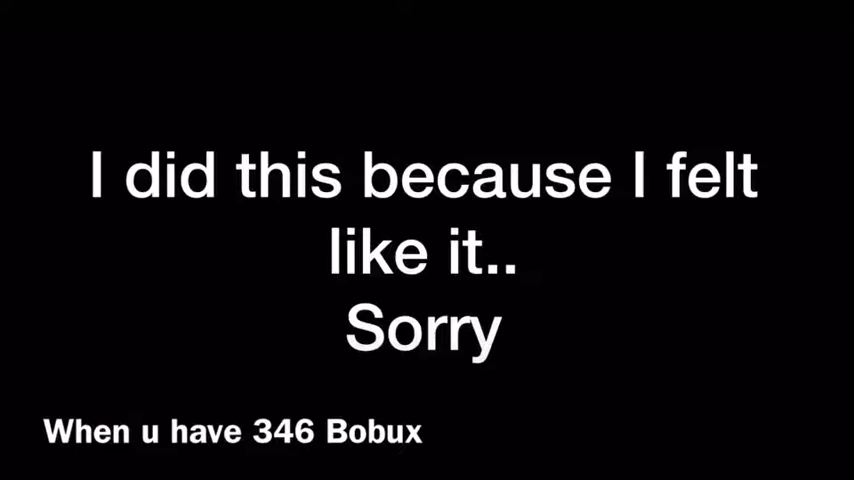 I did this because I felt
like it..
Sorry
When u have 346 Bobux